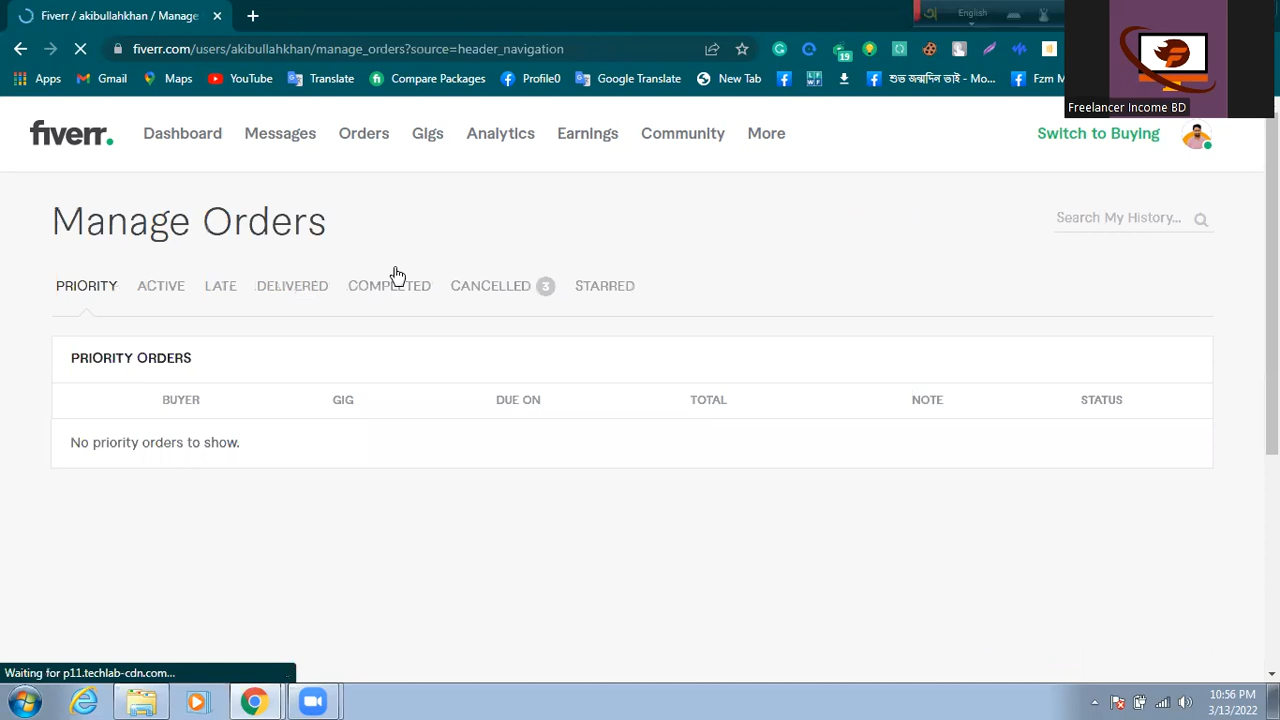 Fiverr / akibullahkhan / Manage
English
fiverr.com/users/akibullahkhan/manage_orders?source=header_navigation
19
Apps
Gmail
Maps
YouTube
Translate
Compare Packages
Profile0
Google Translate
New Tab
শুভ জন্মদিন ভাই - Mo...
Fzm M
Freelancer Income BD
fiverr.
Dashboard
Messages
Orders
Gigs
Analytics
Earnings
Community
More
Switch to Buying
Manage Orders
Search My History...
PRIORITY
ACTIVE
LATE
DELIVERED
COMPLETED
CANCELLED 3
STARRED
PRIORITY ORDERS
BUYER
GIG
DUE ON
TOTAL
NOTE
STATUS
No priority orders to show.
Waiting for p11.techlab-cdn.com...
10:56 PM
3/13/2022